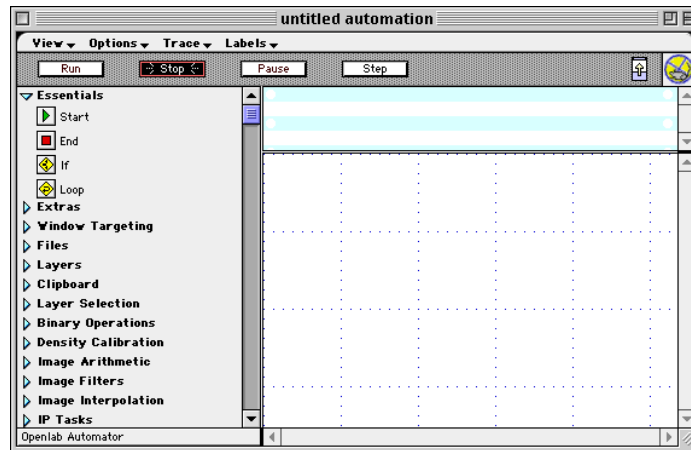 untitled automation
View Options Trace Labels
Run Stop Pause Step
Essentials
Start
End
If
Loop
Extras
Window Targeting
Files
Layers
Clipboard
Layer Selection
Binary Operations
Density Calibration
Image Arithmetic
Image Filters
Image Interpolation
IP Tasks
Openlab Automator